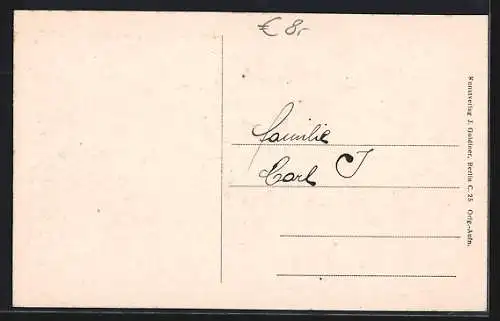 € 8,-
Familie
Carl J
Kunstverlag J. Goldiner, Berlin C. 25 Orig.-Aufn.